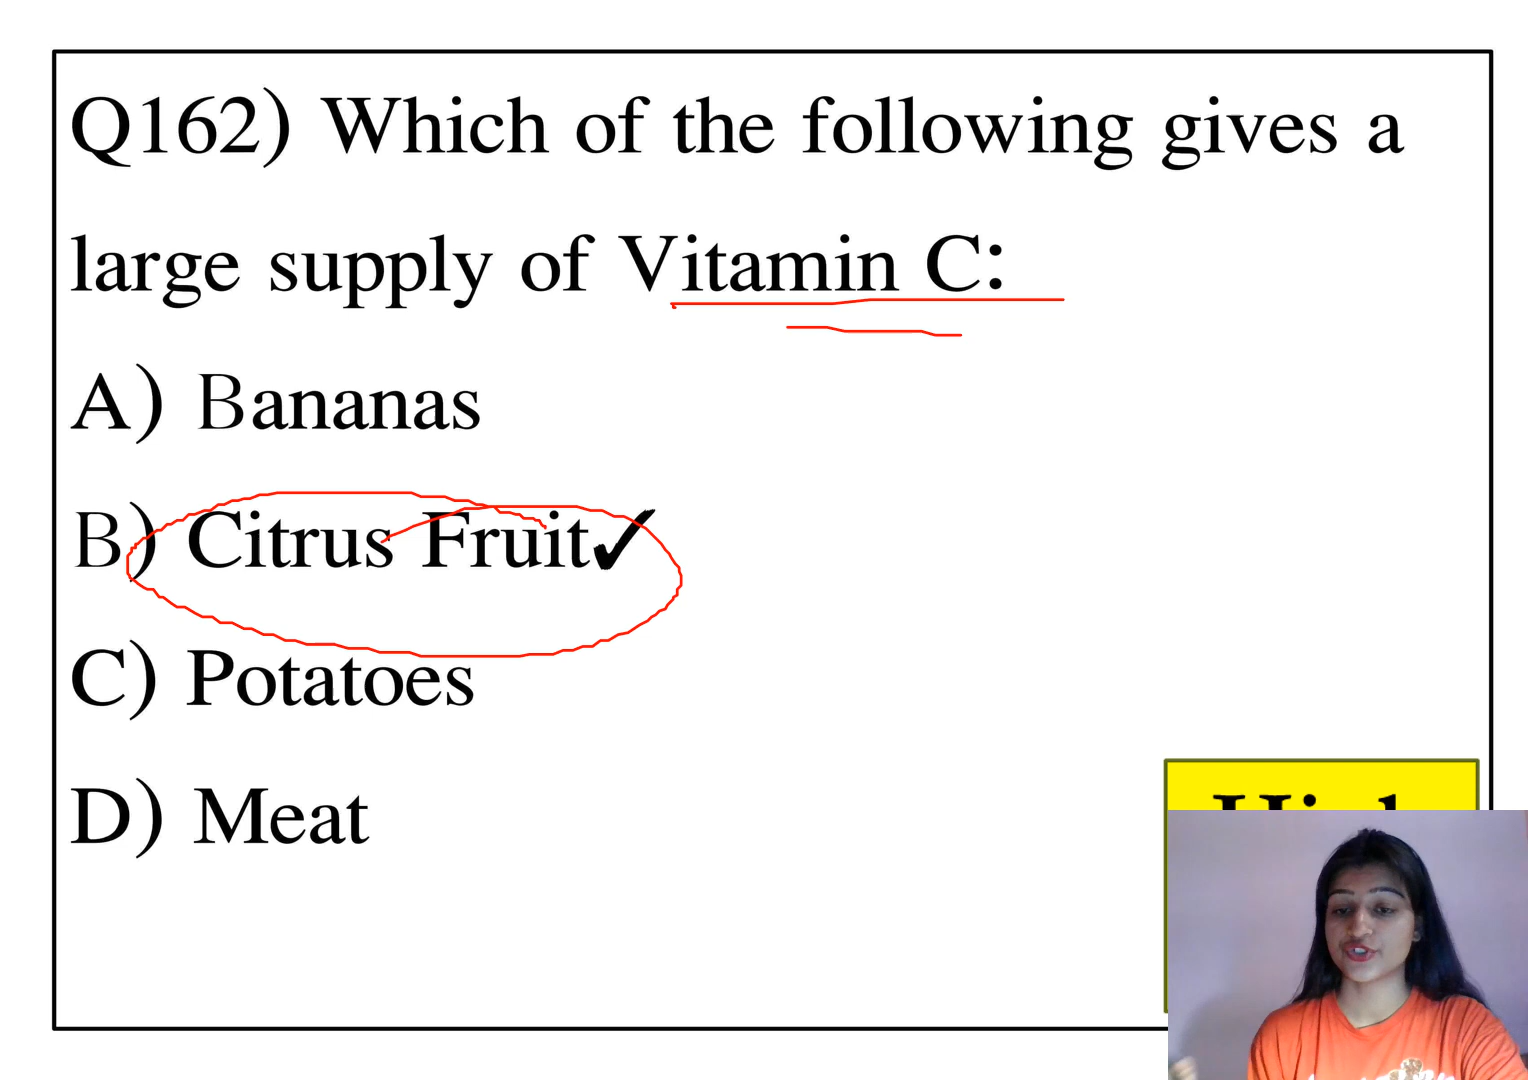 Q162) Which of the following gives a
large supply of Vitamin C:
A) Bananas
B) Citrus Fruit✓
C) Potatoes
D) Meat